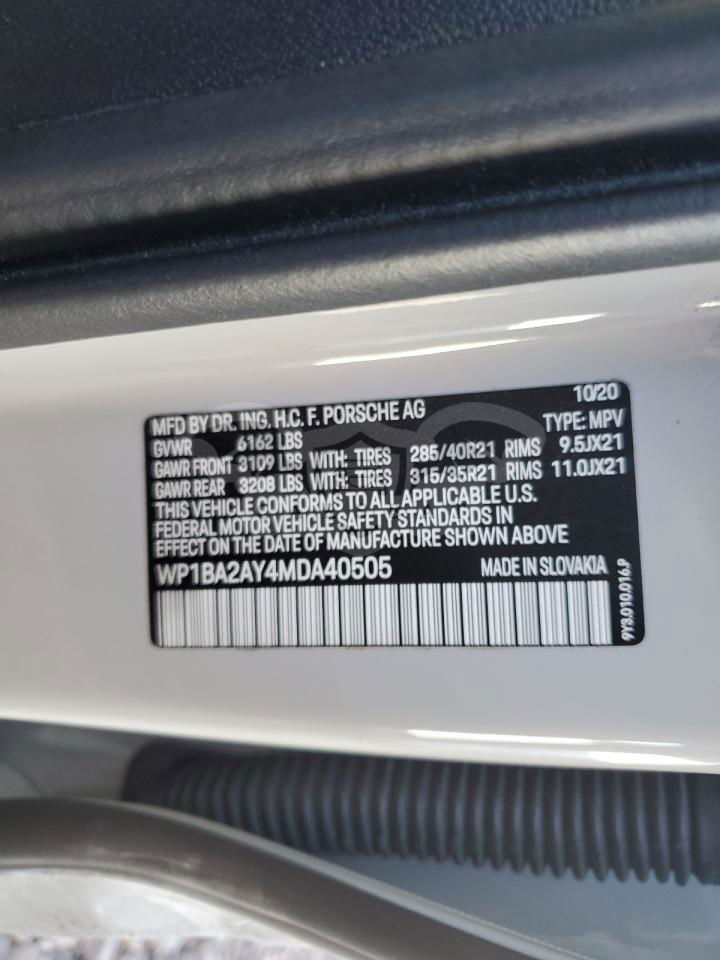 10/20
MFD BY DR. ING. H.C. F. PORSCHE AG TYPE: MPV
GVWR 6162 LBS
GAWR FRONT 3109 LBS WITH: TIRES 285/40R21 RIMS 9.5JX21
GAWR REAR 3208 LBS WITH: TIRES 315/35R21 RIMS 11.0JX21
THIS VEHICLE CONFORMS TO ALL APPLICABLE U.S.
FEDERAL MOTOR VEHICLE SAFETY STANDARDS IN
EFFECT ON THE DATE OF MANUFACTURE SHOWN ABOVE
WP1BA2AY4MDA40505 MADE IN SLOVAKIA
9Y3.010.016.P